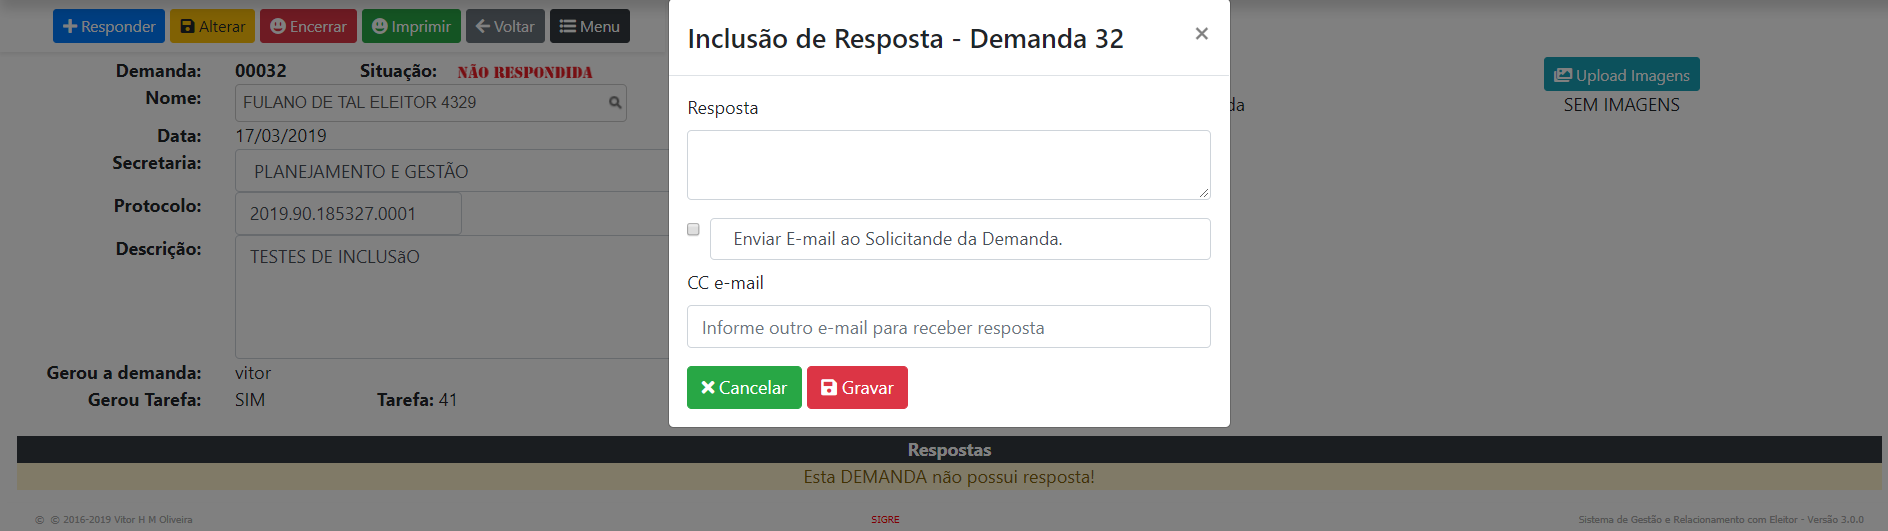 Responder Alterar Encerrar Imprimir Voltar Menu
Demanda: 00032 Situação: NÃO RESPONDIDA
Nome: FULANO DE TAL ELEITOR 4329
Data: 17/03/2019
Secretaria: PLANEJAMENTO E GESTÃO
Protocolo: 2019.90.185327.0001
Descrição: TESTES DE INCLUSãO
Gerou a demanda: vitor
Gerou Tarefa: SIM Tarefa: 41
Inclusão de Resposta - Demanda 32 ×
Resposta
Enviar E-mail ao Solicitande da Demanda.
CC e-mail
Informe outro e-mail para receber resposta
Cancelar Gravar
Upload Imagens
da SEM IMAGENS
Respostas
Esta DEMANDA não possui resposta!
© © 2016-2019 Vitor H M Oliveira SIGRE Sistema de Gestão e Relacionamento com Eleitor - Versão 3.0.0